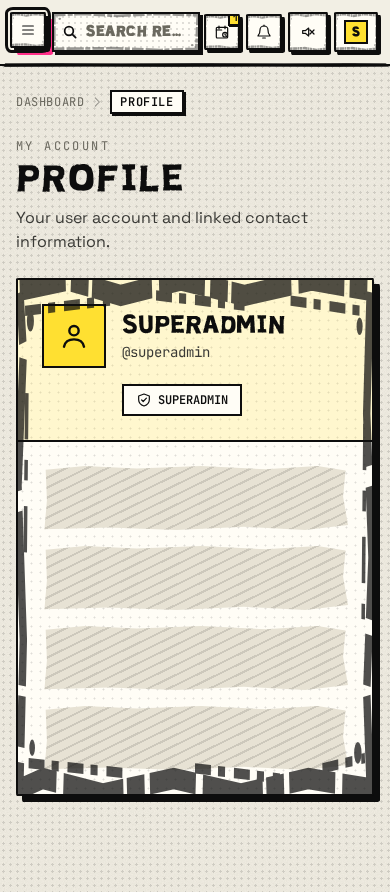 SEARCH RE…
S
DASHBOARD
PROFILE
MY ACCOUNT
PROFILE
Your user account and linked contact
information.
SUPERADMIN
@superadmin
SUPERADMIN